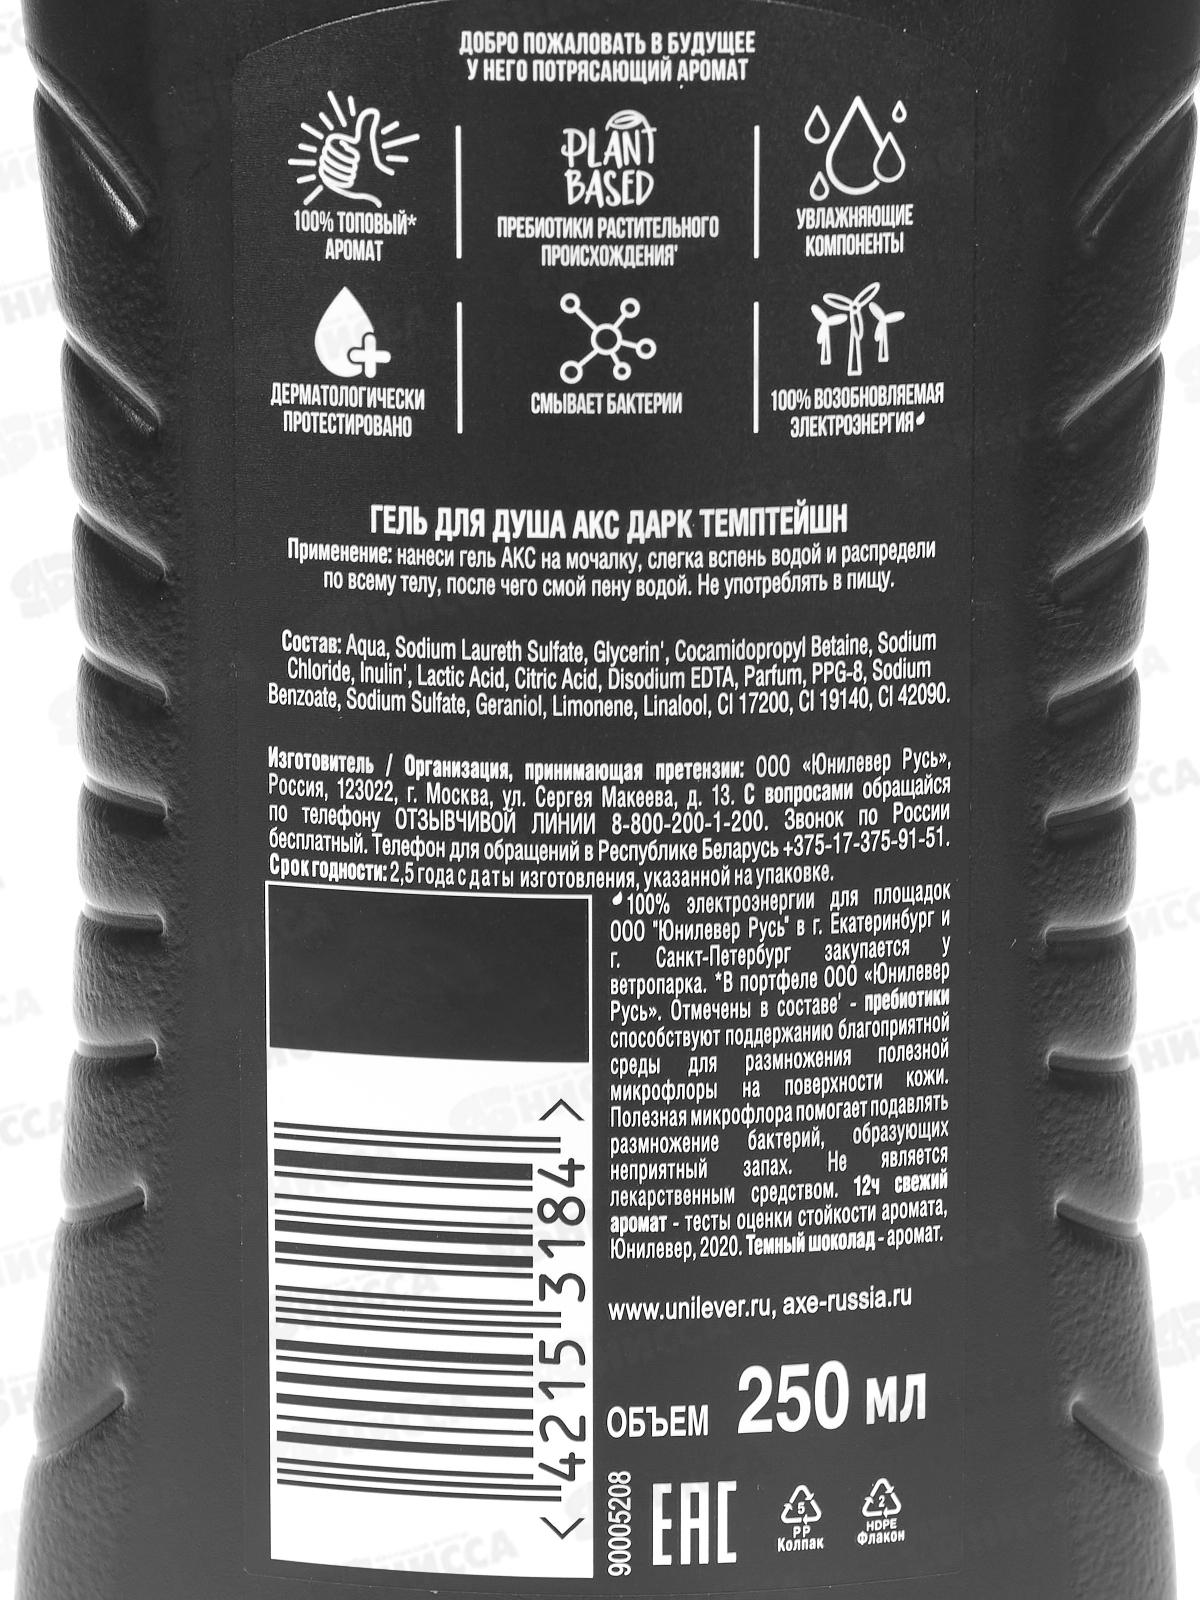 ДОБРО ПОЖАЛОВАТЬ В БУДУЩЕЕ
У НЕГО ПОТРЯСАЮЩИЙ АРОМАТ
100% ТОПОВЫЙ*
АРОМАТ
PLANT
BASED
ПРЕБИОТИКИ РАСТИТЕЛЬНОГО
ПРОИСХОЖДЕНИЯ'
УВЛАЖНЯЮЩИЕ
КОМПОНЕНТЫ
ДЕРМАТОЛОГИЧЕСКИ
ПРОТЕСТИРОВАНО
СМЫВАЕТ БАКТЕРИИ
100% ВОЗОБНОВЛЯЕМАЯ
ЭЛЕКТРОЭНЕРГИЯ
ГЕЛЬ ДЛЯ ДУША АКС ДАРК ТЕМПТЕЙШН
Применение: нанеси гель АКС на мочалку, слегка вспень водой и распредели
по всему телу, после чего смой пену водой. Не употреблять в пищу.
Состав: Aqua, Sodium Laureth Sulfate, Glycerin', Cocamidopropyl Betaine, Sodium
Chloride, Inulin', Lactic Acid, Citric Acid, Disodium EDTA, Parfum, PPG-8, Sodium
Benzoate, Sodium Sulfate, Geraniol, Limonene, Linalool, CI 17200, CI 19140, CI 42090.
Изготовитель / Организация, принимающая претензии: ООО «Юнилевер Русь»,
Россия, 123022, г. Москва, ул. Сергея Макеева, д. 13. С вопросами обращайся
по телефону ОТЗЫВЧИВОЙ ЛИНИИ 8-800-200-1-200. Звонок по России
бесплатный. Телефон для обращений в Республике Беларусь +375-17-375-91-51.
Срок годности: 2,5 года с даты изготовления, указанной на упаковке.
100% электроэнергии для площадок
ООО "Юнилевер Русь" в г. Екатеринбург и
г. Санкт-Петербург закупается у
ветропарка. *В портфеле ООО «Юнилевер
Русь». Отмечены в составе' - пребиотики
способствуют поддержанию благоприятной
среды для размножения полезной
микрофлоры на поверхности кожи.
Полезная микрофлора помогает подавлять
размножение бактерий, образующих
неприятный запах. Не является
лекарственным средством. 12ч свежий
аромат - тесты оценки стойкости аромата,
Юнилевер, 2020. Темный шоколад - аромат.
www.unilever.ru, axe-russia.ru
< 4215 3184 >
ОБЪЕМ 250 мл
90005208
EAC
5
PP
Колпак
2
HDPE
Флакон